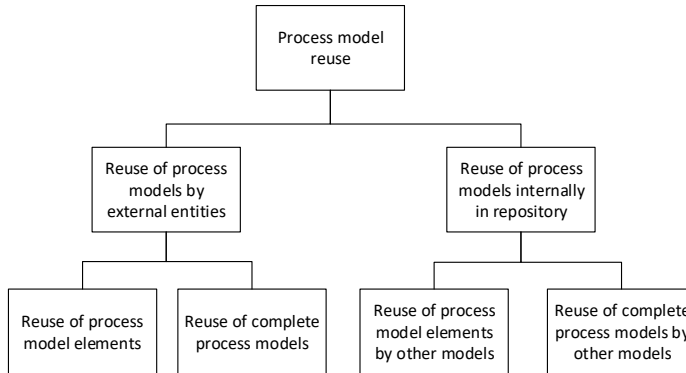 Process model
reuse
Reuse of process
models by
external entities
Reuse of process
models internally
in repository
Reuse of process
model elements
Reuse of complete
process models
Reuse of process
model elements
by other models
Reuse of complete
process models by
other models